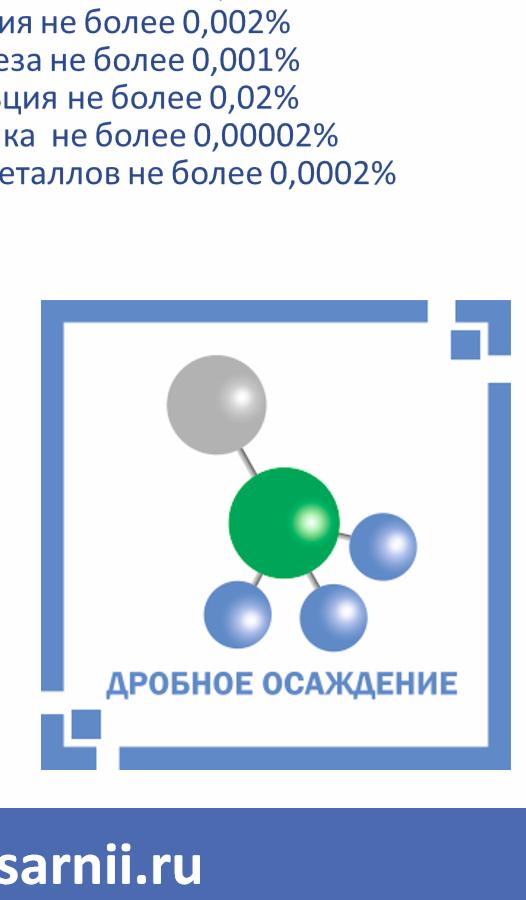 ия не более 0,002%
еза не более 0,001%
ция не более 0,02%
ка не более 0,00002%
еталлов не более 0,0002%
ДРОБНОЕ ОСАЖДЕНИЕ
sarnii.ru